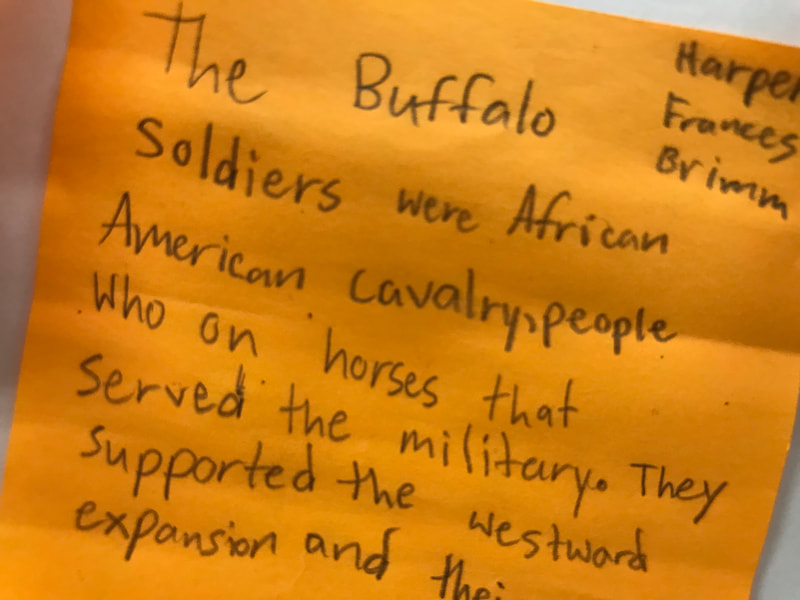 The Buffalo
Soldiers were African
American cavalry, people
Who on horses that
served the military. They
supported the westward
expansion and
Harper
Frances
Brimm